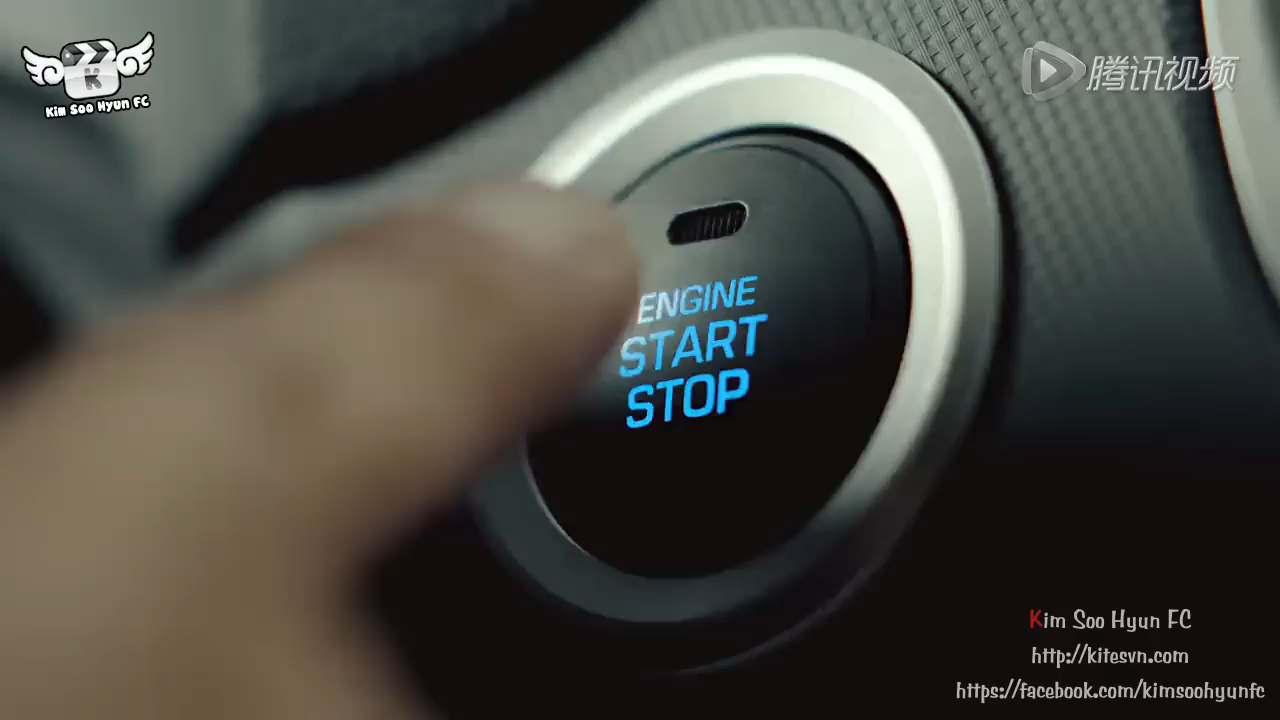 K
Kim Soo Hyun FC
腾讯视频
ENGINE
START
STOP
Kim Soo Hyun FC
http://kitesvn.com
https://facebook.com/kimsoohyunfc